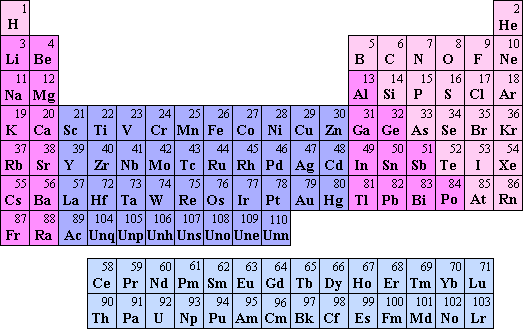 1 2
H He
3 4 5 6 7 8 9 10
Li Be B C N O F Ne
11 12 13 14 15 16 17 18
Na Mg Al Si P S Cl Ar
19 20 21 22 23 24 25 26 27 28 29 30 31 32 33 34 35 36
K Ca Sc Ti V Cr Mn Fe Co Ni Cu Zn Ga Ge As Se Br Kr
37 38 39 40 41 42 43 44 45 46 47 48 49 50 51 52 53 54
Rb Sr Y Zr Nb Mo Tc Ru Rh Pd Ag Cd In Sn Sb Te I Xe
55 56 57 72 73 74 75 76 77 78 79 80 81 82 83 84 85 86
Cs Ba La Hf Ta W Re Os Ir Pt Au Hg Tl Pb Bi Po At Rn
87 88 89 104 105 106 107 108 109 110
Fr Ra Ac Unq Unp Unh Uns Uno Une Unn
58 59 60 61 62 63 64 65 66 67 68 69 70 71
Ce Pr Nd Pm Sm Eu Gd Tb Dy Ho Er Tm Yb Lu
90 91 92 93 94 95 96 97 98 99 100 101 102 103
Th Pa U Np Pu Am Cm Bk Cf Es Fm Md No Lr